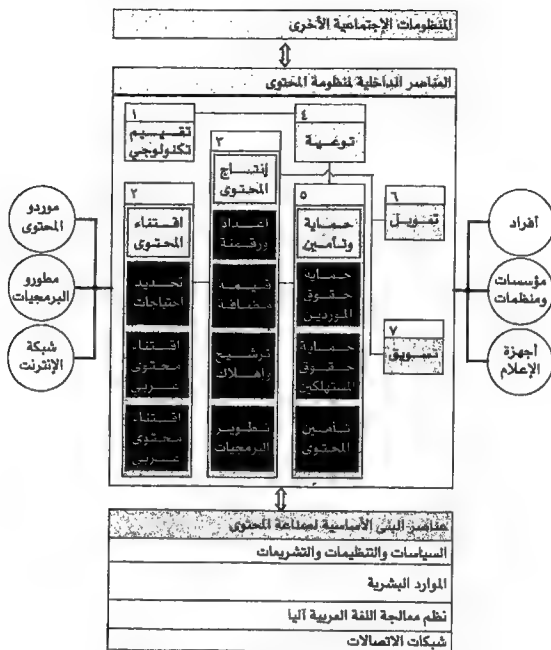 المنظومات الإجتماعية الأخرى
العناصر الداخلية لمنظومة المحتوى
١
تقييم
تكنولوجي
٤
توعية
٣
إنتاج
المحتوى
إعداد
ورقمنة
قيمة
مضافة
ترشيح
وإهلاك
تطوير
البرمجيات
٢
اقتناء
المحتوى
تحديد
احتياجات
اقتناء
محتوى
عربي
اقتناء
محتوى
عربي
٥
حماية
وتأمين
حماية
حقوق
الموردين
حماية
حقوق
المستهلكين
تأمين
المحتوى
٦
تمويل
٧
تسويق
أفراد
مؤسسات
ومنظمات
أجهزة
الإعلام
موردو
المحتوى
مطورو
البرمجيات
شبكة
الإنترنت
عناصر البنى الأساسية لصناعة المحتوى
السياسات والتنظيمات والتشريعات
الموارد البشرية
نظم معالجة اللغة العربية آليا
شبكات الاتصالات